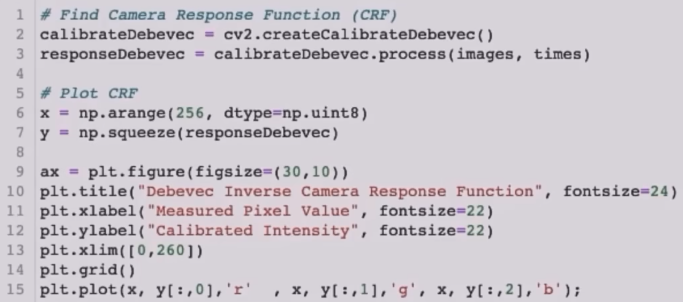 1 # Find Camera Response Function (CRF)
2 calibrateDebevec = cv2.createCalibrateDebevec()
3 responseDebevec = calibrateDebevec.process(images, times)
4
5 # Plot CRF
6 x = np.arange(256, dtype=np.uint8)
7 y = np.squeeze(responseDebevec)
8
9 ax = plt.figure(figsize=(30,10))
10 plt.title("Debevec Inverse Camera Response Function", fontsize=24)
11 plt.xlabel("Measured Pixel Value", fontsize=22)
12 plt.ylabel("Calibrated Intensity", fontsize=22)
13 plt.xlim([0,260])
14 plt.grid()
15 plt.plot(x, y[:,0],'r'  , x, y[:,1],'g', x, y[:,2],'b');